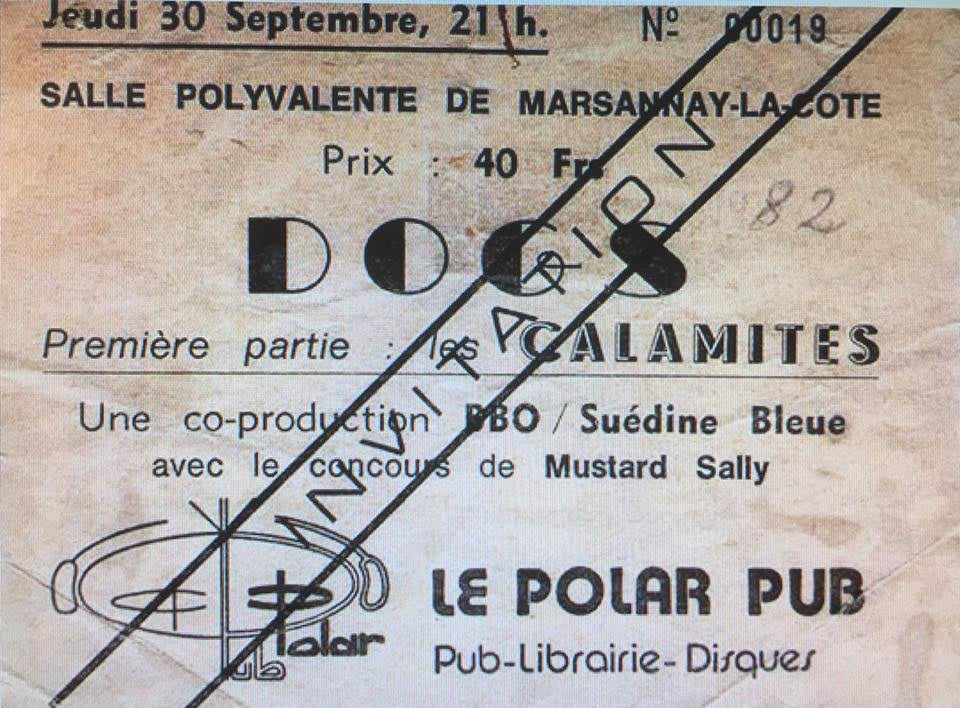 Jeudi 30 Septembre, 21 h. Nº 00019
SALLE POLYVALENTE DE MARSANNAY-LA-COTE
Prix : 40 Frs
82
DOGS
Première partie : les CALAMITES
INVITATION
Une co-production BBO / Suédine Bleue
avec le concours de Mustard Sally
LE POLAR PUB
Polar
Pub
Pub-Librairie-Disques